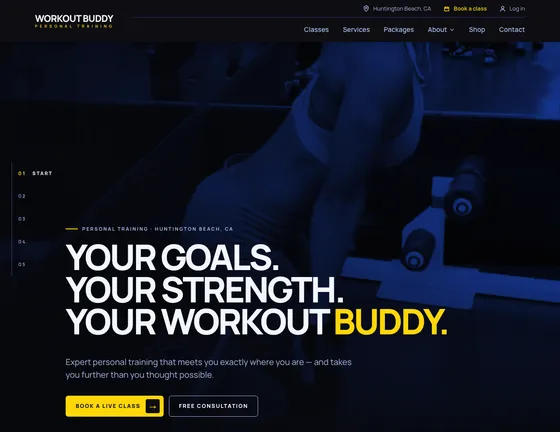 Huntington Beach, CA
Book a class
Log in
WORKOUT BUDDY
PERSONAL TRAINING
Classes
Services
Packages
About
Shop
Contact
01 START
02
03
04
05
PERSONAL TRAINING · HUNTINGTON BEACH, CA
YOUR GOALS.
YOUR STRENGTH.
YOUR WORKOUT BUDDY.
Expert personal training that meets you exactly where you are — and takes
you further than you thought possible.
BOOK A LIVE CLASS →
FREE CONSULTATION